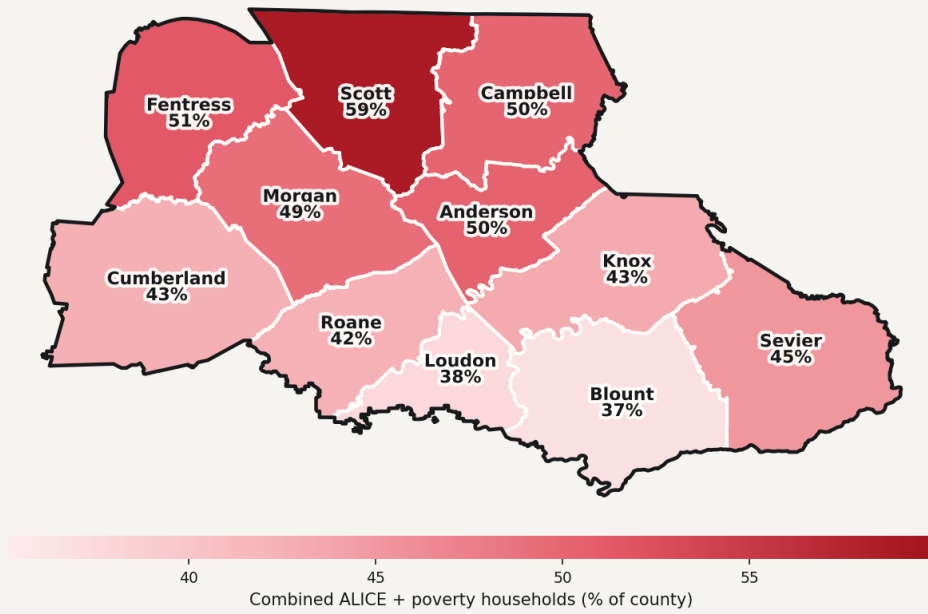 Scott
59%
Campbell
50%
Fentress
51%
Morgan
49%
Anderson
50%
Knox
43%
Cumberland
43%
Roane
42%
Sevier
45%
Loudon
38%
Blount
37%
40
45
50
55
Combined ALICE + poverty households (% of county)